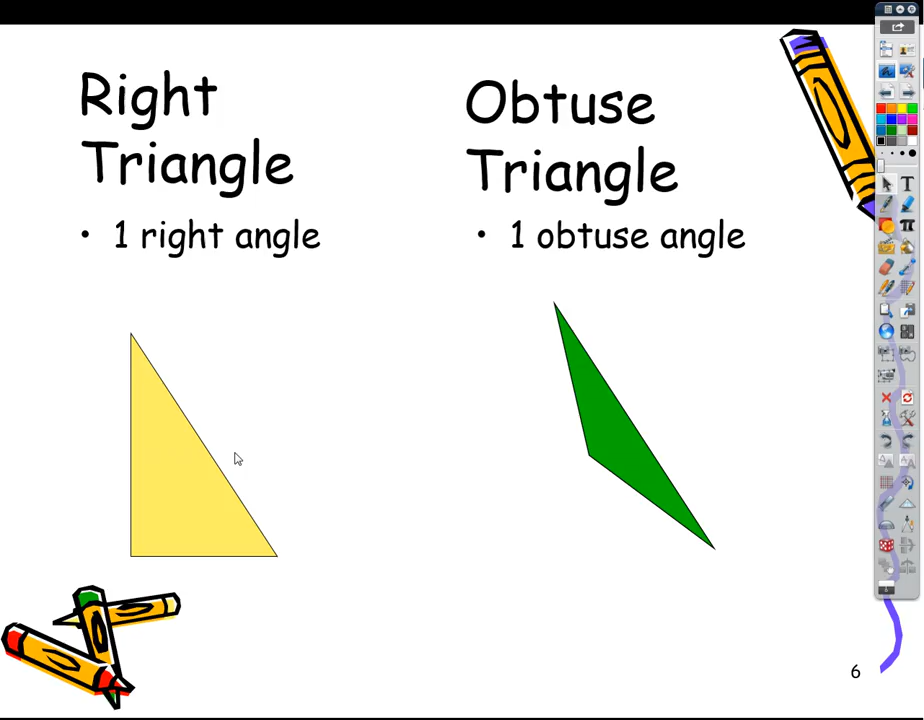 Right
Triangle
• 1 right angle
Obtuse
Triangle
• 1 obtuse angle
6